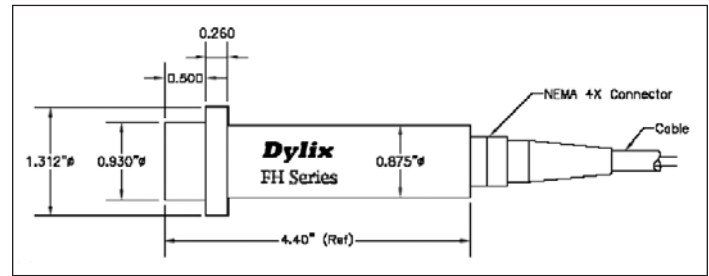 0.260
0.500
NEMA 4X Connector
Cable
1.312"ø
0.930"ø
Dylix
FH Series
0.875"ø
4.40" (Ref)